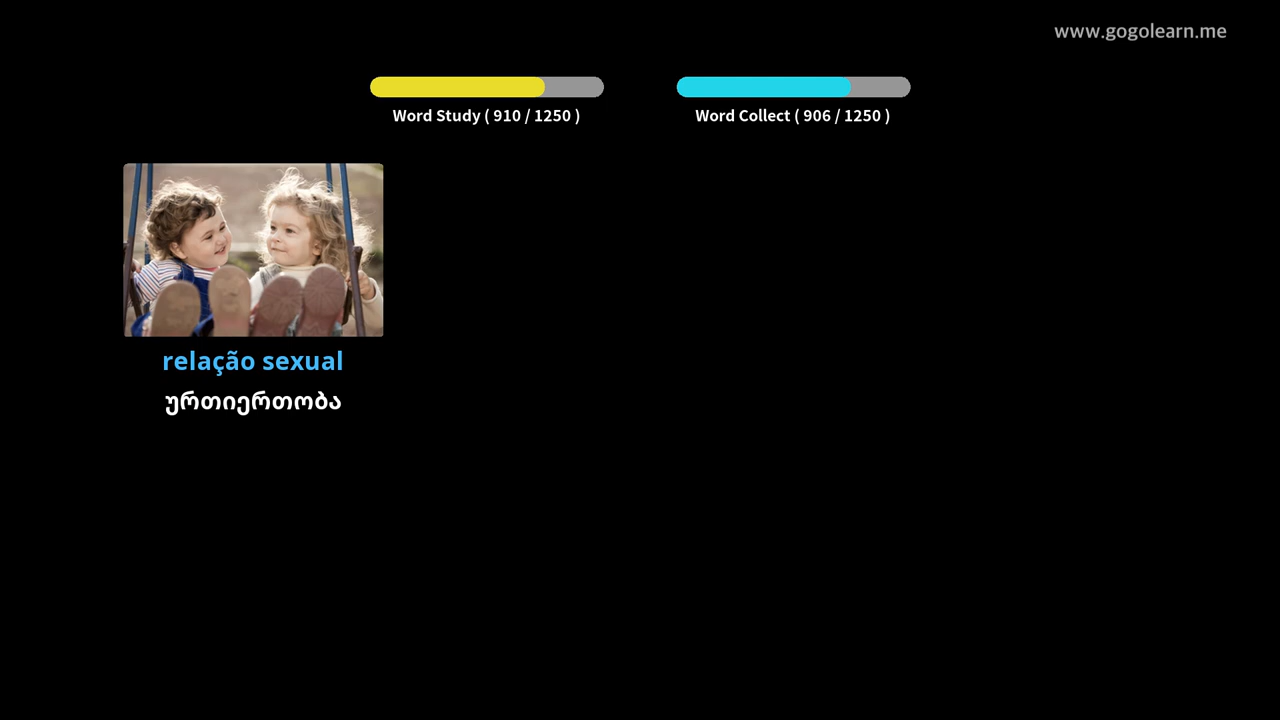 www.gogolearn.me
Word Study ( 910 / 1250 )
Word Collect ( 906 / 1250 )
relação sexual
ურთიერთობა